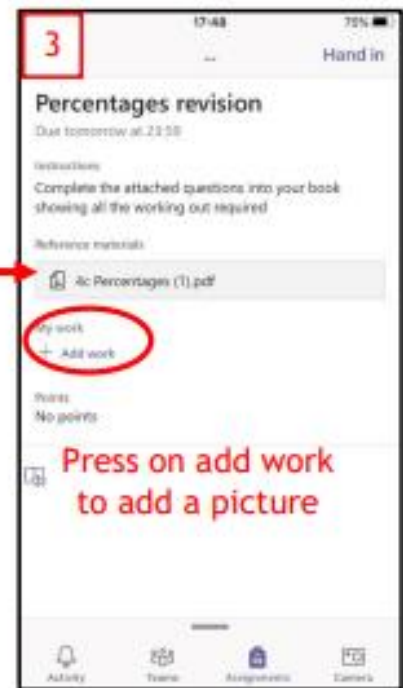 3
17:48
75%
..
Hand in
Percentages revision
Due tomorrow at 23:59
Instructions
Complete the attached questions into your book
showing all the working out required
Reference materials
4c Percentages (1).pdf
My work
+ Add work
Points
No points
Press on add work
to add a picture
Activity
Teams
Assignments
Camera